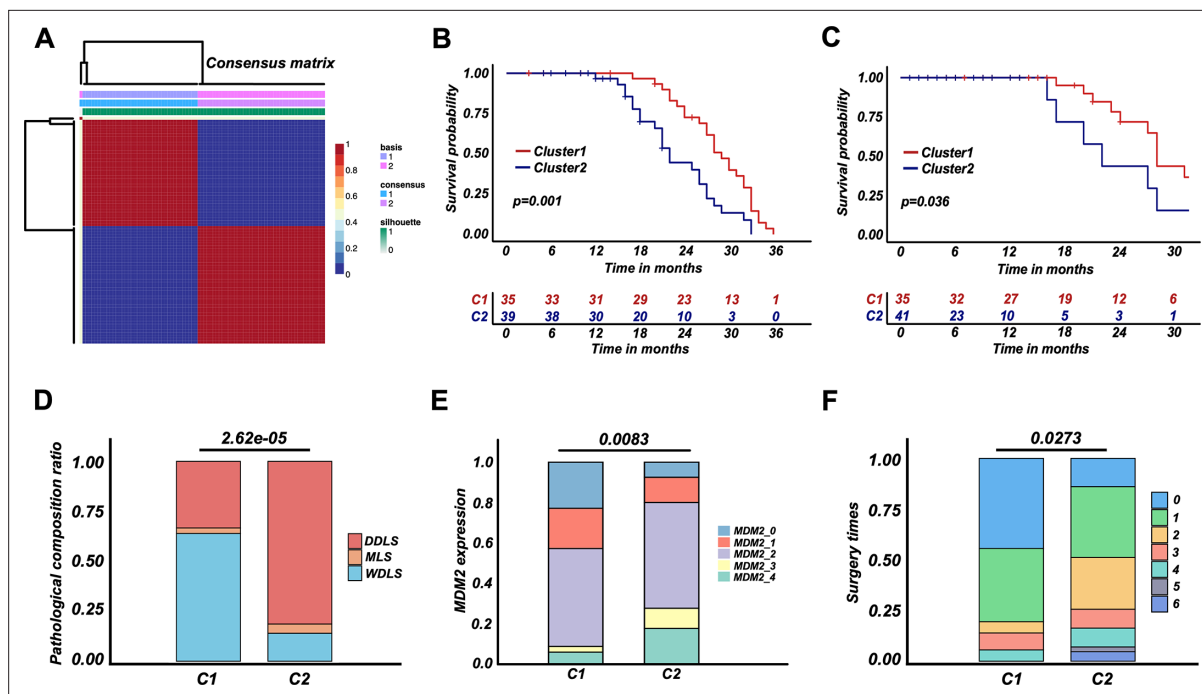 A
Consensus matrix
1
0.8
0.6
0.4
0.2
0
basis
1
2
consensus
1
2
silhouette
1
0
B
Survival probability
1.00
0.75
0.50
0.25
0.00
Cluster1
Cluster2
p=0.001
0 6 12 18 24 30 36
Time in months
C1 35 33 31 29 23 13 1
C2 39 38 30 20 10 3 0
0 6 12 18 24 30 36
Time in months
C
Survival probability
1.00
0.75
0.50
0.25
0.00
Cluster1
Cluster2
p=0.036
0 6 12 18 24 30
Time in months
C1 35 32 27 19 12 6
C2 41 23 10 5 3 1
0 6 12 18 24 30
Time in months
D
2.62e-05
Pathological composition ratio
1.00
0.75
0.50
0.25
0.00
C1 C2
DDLS
MLS
WDLS
E
0.0083
MDM2 expression
1.0
0.8
0.6
0.4
0.2
0.0
C1 C2
MDM2_0
MDM2_1
MDM2_2
MDM2_3
MDM2_4
F
0.0273
Surgery times
1.00
0.75
0.50
0.25
0.00
C1 C2
0
1
2
3
4
5
6